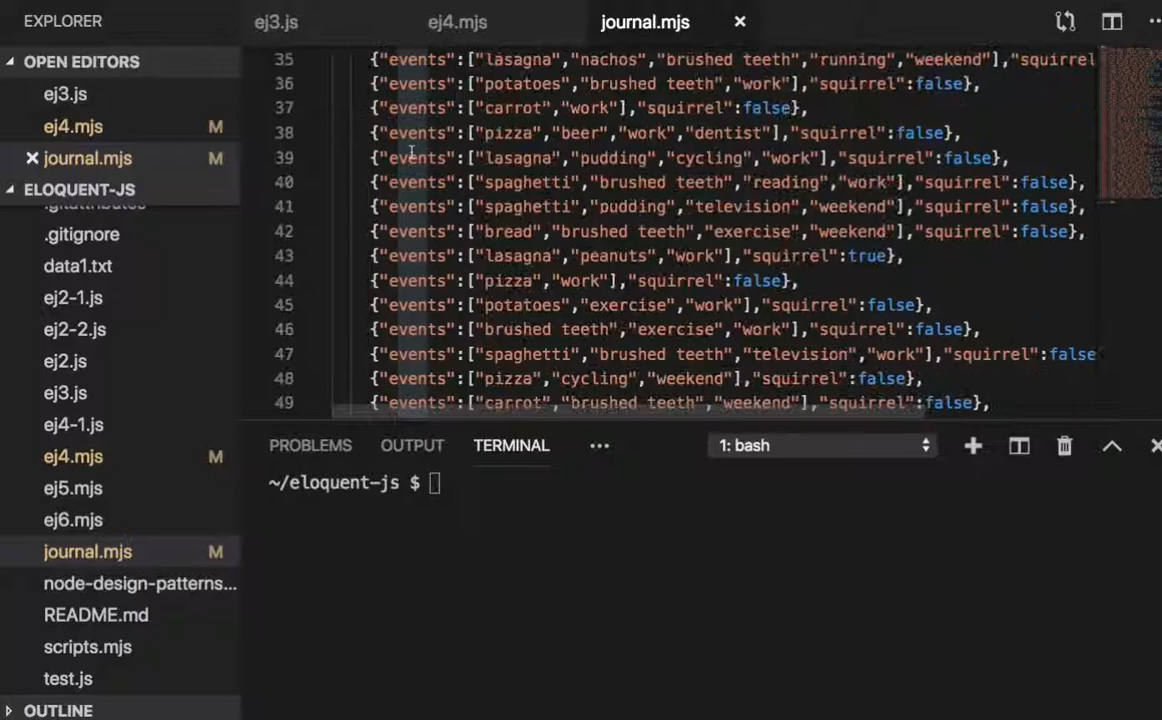 EXPLORER
ej3.js
ej4.mjs
journal.mjs
OPEN EDITORS
ej3.js
ej4.mjs M
journal.mjs M
ELOQUENT-JS
.gitattributes
.gitignore
data1.txt
ej2-1.js
ej2-2.js
ej2.js
ej3.js
ej4-1.js
ej4.mjs M
ej5.mjs
ej6.mjs
journal.mjs M
node-design-patterns...
README.md
scripts.mjs
test.js
OUTLINE
35 {"events":["lasagna","nachos","brushed teeth","running","weekend"],"squirrel
36 {"events":["potatoes","brushed teeth","work"],"squirrel":false},
37 {"events":["carrot","work"],"squirrel":false},
38 {"events":["pizza","beer","work","dentist"],"squirrel":false},
39 {"events":["lasagna","pudding","cycling","work"],"squirrel":false},
40 {"events":["spaghetti","brushed teeth","reading","work"],"squirrel":false},
41 {"events":["spaghetti","pudding","television","weekend"],"squirrel":false},
42 {"events":["bread","brushed teeth","exercise","weekend"],"squirrel":false},
43 {"events":["lasagna","peanuts","work"],"squirrel":true},
44 {"events":["pizza","work"],"squirrel":false},
45 {"events":["potatoes","exercise","work"],"squirrel":false},
46 {"events":["brushed teeth","exercise","work"],"squirrel":false},
47 {"events":["spaghetti","brushed teeth","television","work"],"squirrel":false
48 {"events":["pizza","cycling","weekend"],"squirrel":false},
49 {"events":["carrot","brushed teeth","weekend"],"squirrel":false},
PROBLEMS OUTPUT TERMINAL ••• 1: bash
~/eloquent-js $